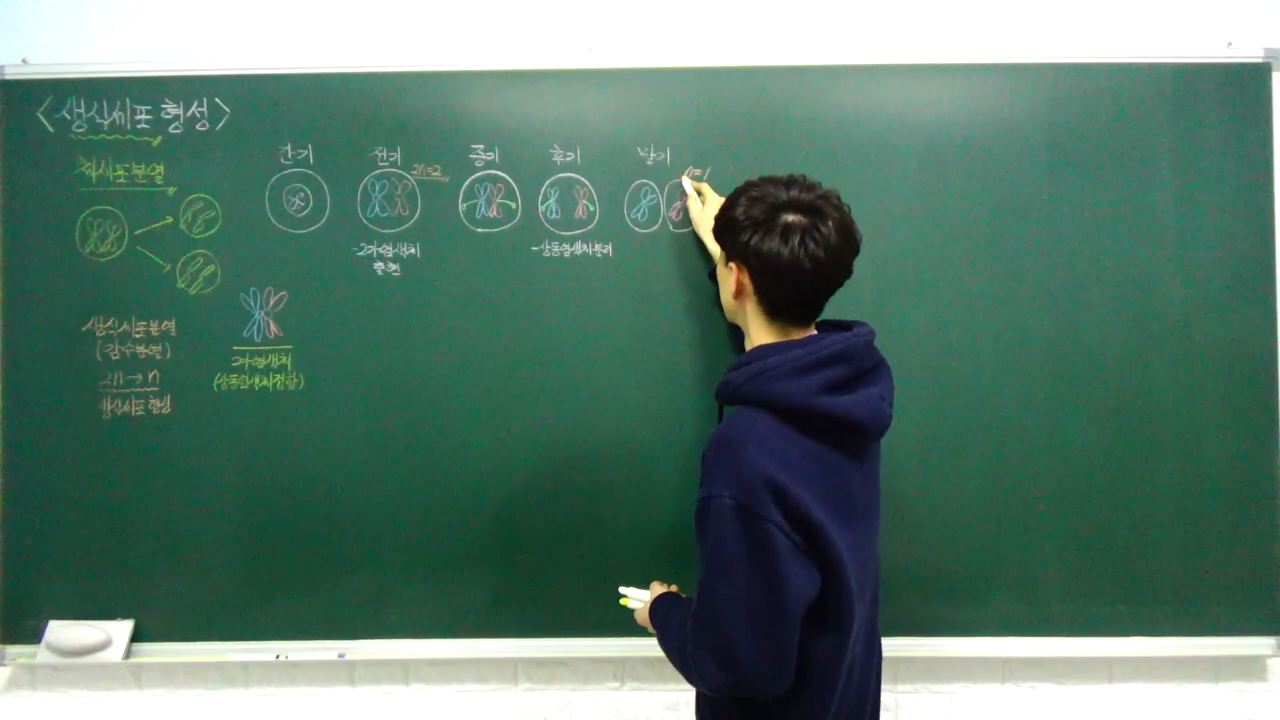 <생식세포 형성>
체세포분열
간기 전기 중기 후기 말기
2n=2
n=1
-2가염색체
출현
-상동염색체분리
생식세포분열
(감수분열)
2n→n
생식세포형성
2가염색체
(상동염색체접합)